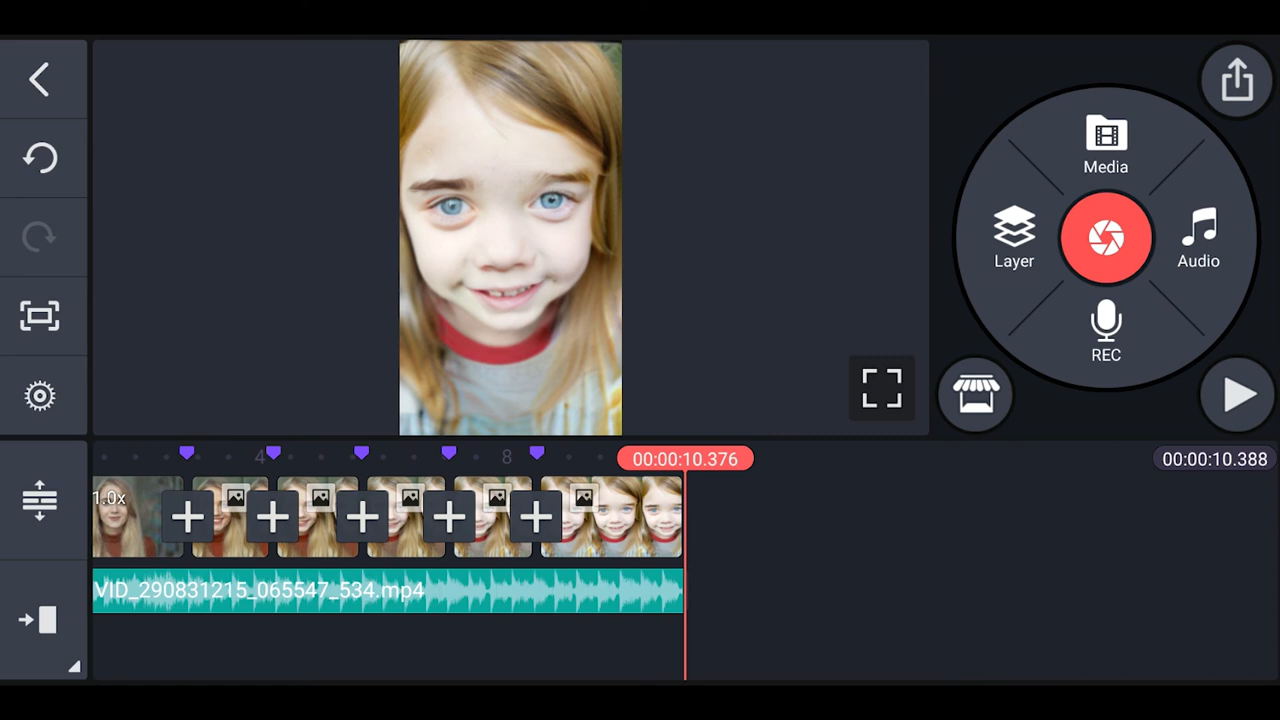 Media
Layer
Audio
REC
4
8
00:00:10.376
00:00:10.388
1.0x
VID_290831215_065547_534.mp4